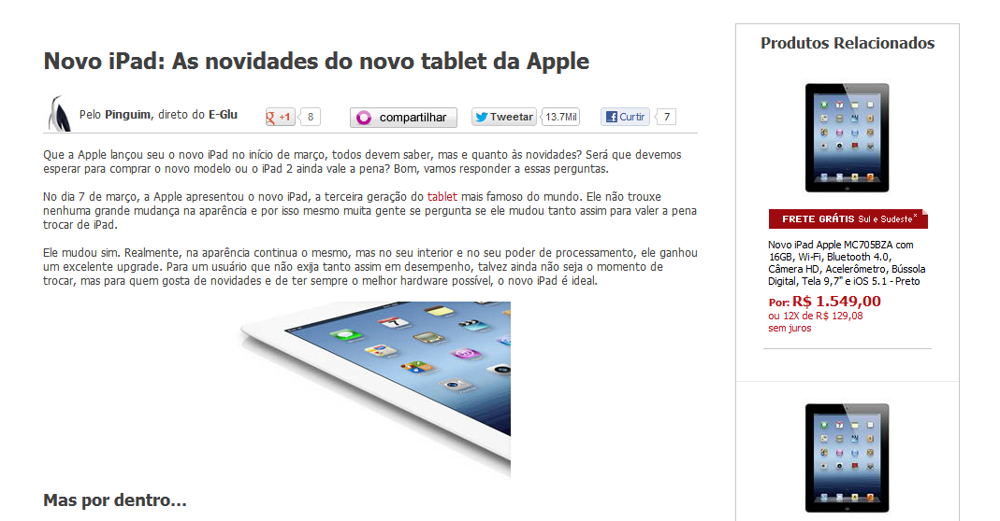 Novo iPad: As novidades do novo tablet da Apple
Pelo Pinguim, direto do E-Glu
+1
8
compartilhar
Tweetar
13.7Mil
Curtir
7
Que a Apple lançou seu o novo iPad no início de março, todos devem saber, mas e quanto às novidades? Será que devemos
esperar para comprar o novo modelo ou o iPad 2 ainda vale a pena? Bom, vamos responder a essas perguntas.
No dia 7 de março, a Apple apresentou o novo iPad, a terceira geração do tablet mais famoso do mundo. Ele não trouxe
nenhuma grande mudança na aparência e por isso mesmo muita gente se pergunta se ele mudou tanto assim para valer a pena
trocar de iPad.
Ele mudou sim. Realmente, na aparência continua o mesmo, mas no seu interior e no seu poder de processamento, ele ganhou
um excelente upgrade. Para um usuário que não exija tanto assim em desempenho, talvez ainda não seja o momento de
trocar, mas para quem gosta de novidades e de ter sempre o melhor hardware possível, o novo iPad é ideal.
Mas por dentro...
Produtos Relacionados
FRETE GRÁTIS Sul e Sudeste*
Novo iPad Apple MC705BZA com
16GB, Wi-Fi, Bluetooth 4.0,
Câmera HD, Acelerômetro, Bússola
Digital, Tela 9,7" e iOS 5.1 - Preto
Por: R$ 1.549,00
ou 12X de R$ 129,08
sem juros